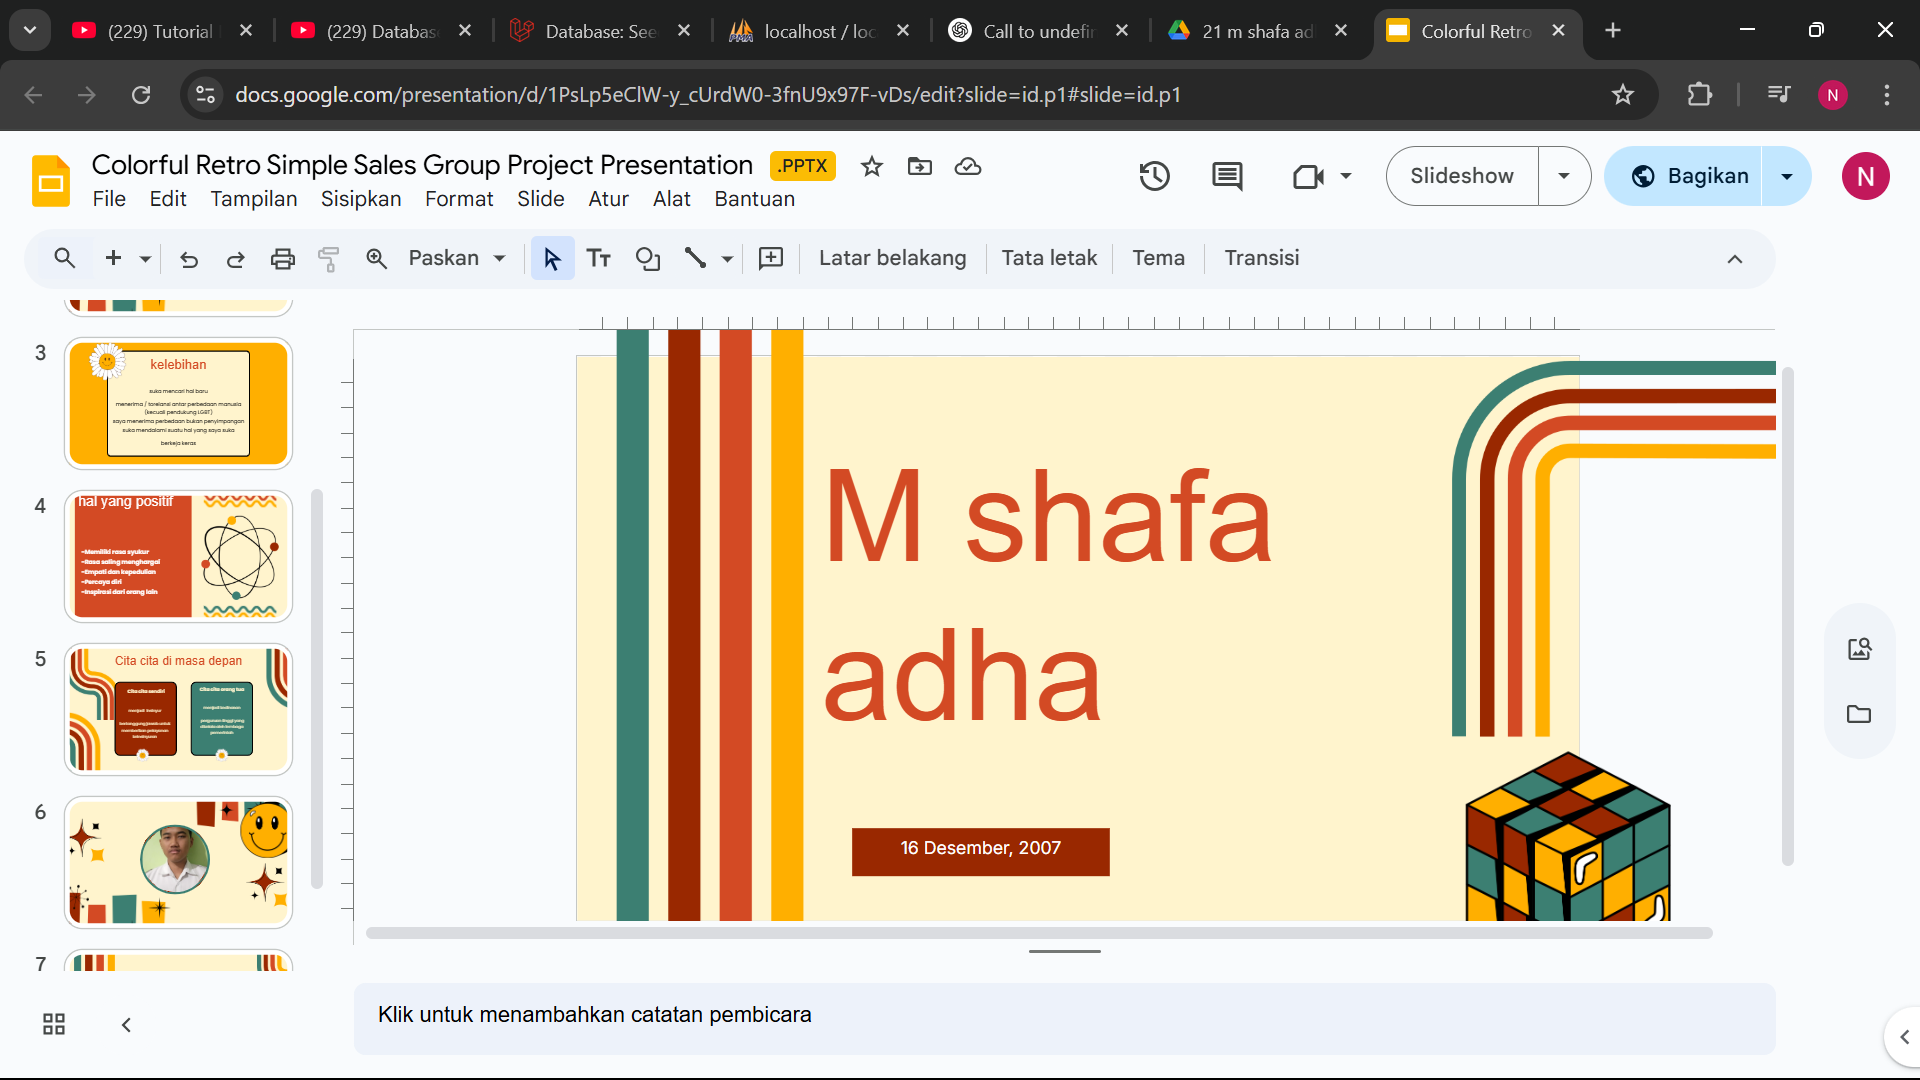 (229) Tutorial
(229) Databas
Database: See
localhost / loc
Call to undefin
21 m shafa ad
Colorful Retro
docs.google.com/presentation/d/1PsLp5eClW-y_cUrdW0-3fnU9x97F-vDs/edit?slide=id.p1#slide=id.p1
N
Colorful Retro Simple Sales Group Project Presentation
.PPTX
File Edit Tampilan Sisipkan Format Slide Atur Alat Bantuan
Slideshow
Bagikan
N
Paskan
Latar belakang
Tata letak
Tema
Transisi
3
kelebihan
suka mencari hal baru
menerima / toreIansi antar perbedaan manusia
(kecuali pendukung LGBT)
saya menerima perbedaan bukan penyimpangan
suka mendalami suatu hal yang saya suka
berkeja keras
4
hal yang positif
-Memiliki rasa syukur
-Rasa saling menghargai
-Empati dan kepedulian
-Percaya diri
-Inspirasi dari orang lain
5
Cita cita di masa depan
Cita cita sendiri
Cita cita orang tua
6
7
M shafa
adha
16 Desember, 2007
Klik untuk menambahkan catatan pembicara